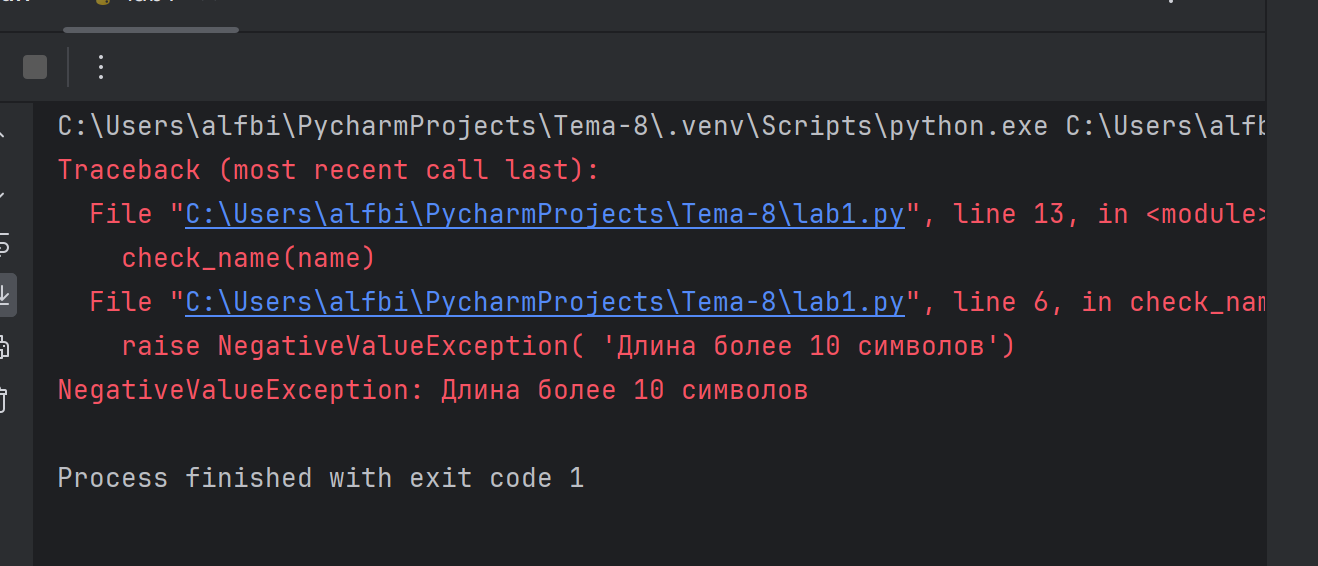 C:\Users\alfbi\PycharmProjects\Tema-8\.venv\Scripts\python.exe C:\Users\alfb
Traceback (most recent call last):
File "C:\Users\alfbi\PycharmProjects\Tema-8\lab1.py", line 13, in <module>
check_name(name)
File "C:\Users\alfbi\PycharmProjects\Tema-8\lab1.py", line 6, in check_nam
raise NegativeValueException( 'Длина более 10 символов')
NegativeValueException: Длина более 10 символов
Process finished with exit code 1